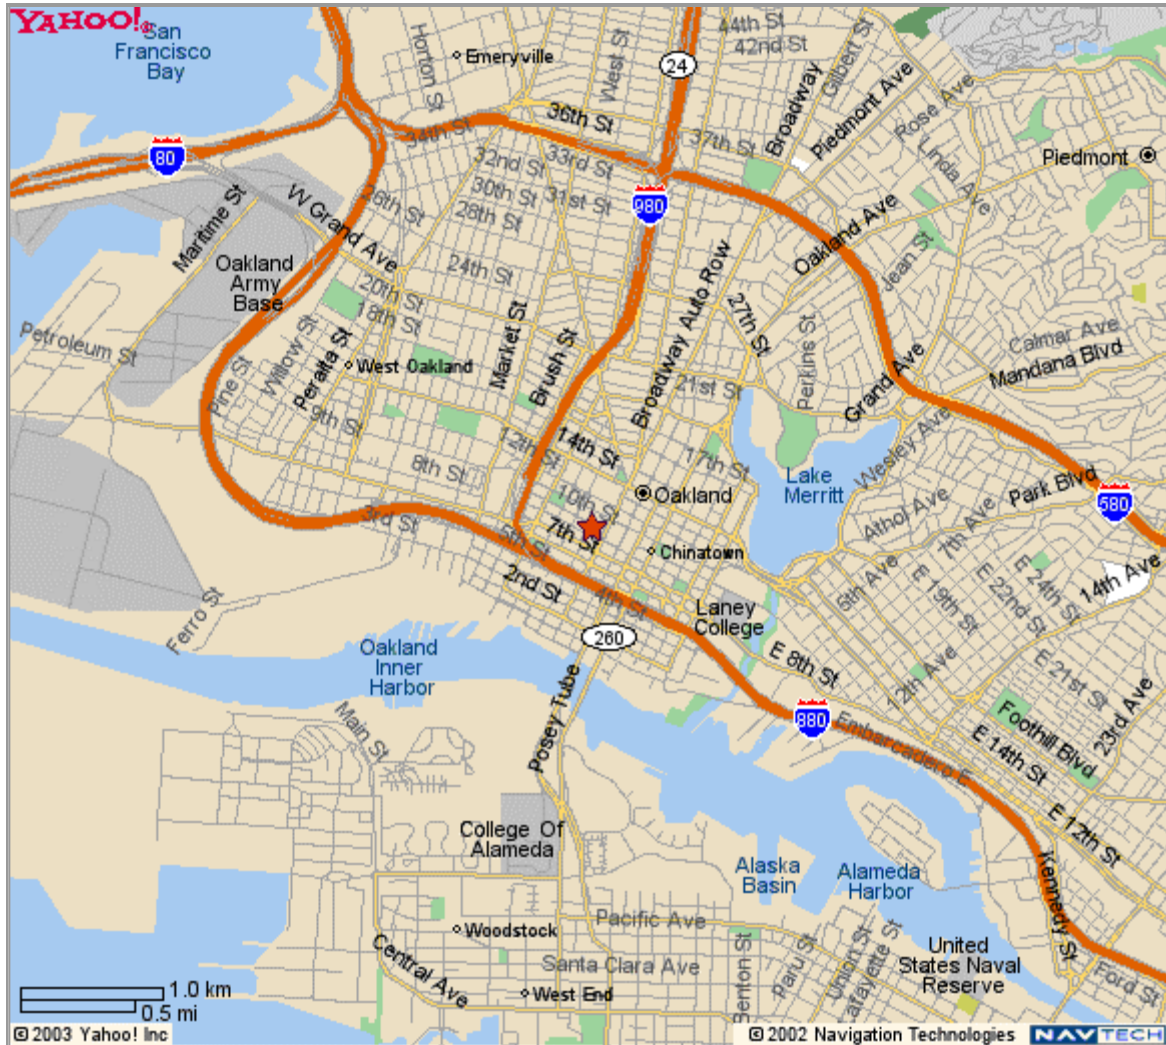 YAHOO!
San
Francisco
Bay
Emeryville
Horton St
West St
24
44th St
42nd St
Gilbert St
Broadway
Piedmont Ave
Rose Ave
Linda Ave
Piedmont
80
34th St
36th St
37th St
33rd St
32nd St
30th St
31st St
28th St
26th St
980
Maritime St
W Grand Ave
Oakland
Army
Base
24th St
20th St
18th St
Oakland Ave
Jean St
Petroleum St
Willow St
Peralta St
West Oakland
Market St
Brush St
Broadway Auto Row
27th St
Perkins St
21st St
Grand Ave
Calmar Ave
Mandana Blvd
Pine St
9th St
8th St
12th St
14th St
17th St
10th St
Oakland
Lake
Merritt
Wesley Ave
Athol Ave
Park Blvd
580
3rd St
5th St
7th St
Chinatown
2nd St
4th St
7th Ave
5th Ave
E 19th St
E 22nd St
E 24th St
14th Ave
Ferro St
Laney
College
260
Oakland
Inner
Harbor
E 8th St
12th Ave
E 21st St
23rd Ave
880
Embarcadero E
Foothill Blvd
E 14th St
E 12th St
Main St
Posey Tube
College Of
Alameda
Alaska
Basin
Alameda
Harbor
Kennedy St
Woodstock
Pacific Ave
Central Ave
Santa Clara Ave
West End
Benton St
Paru St
Union St
Lafayette St
United
States Naval
Reserve
Ford St
1.0 km
0.5 mi
© 2003 Yahoo! Inc
© 2002 Navigation Technologies NAVTECH